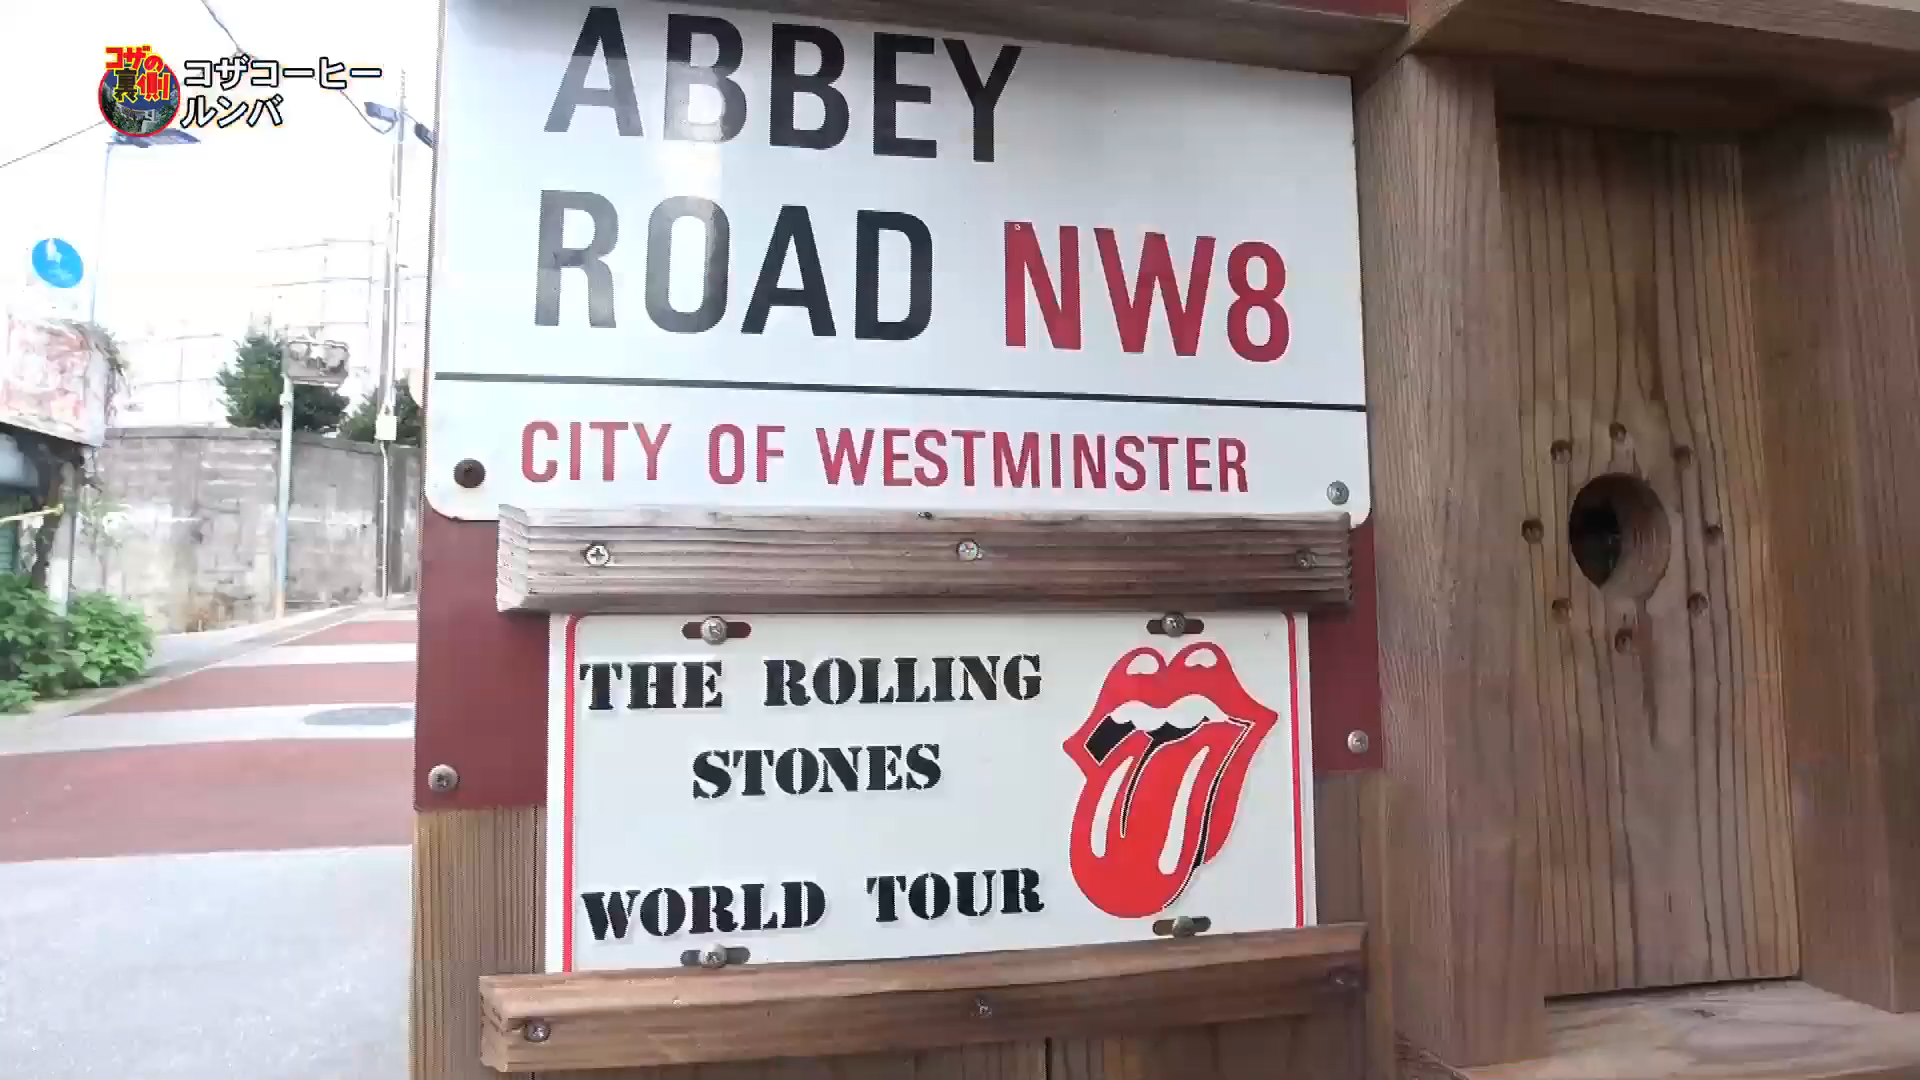 コザの
裏側
コザコーヒー
ルンバ
ABBEY
ROAD NW8
CITY OF WESTMINSTER
THE ROLLING
STONES
WORLD TOUR